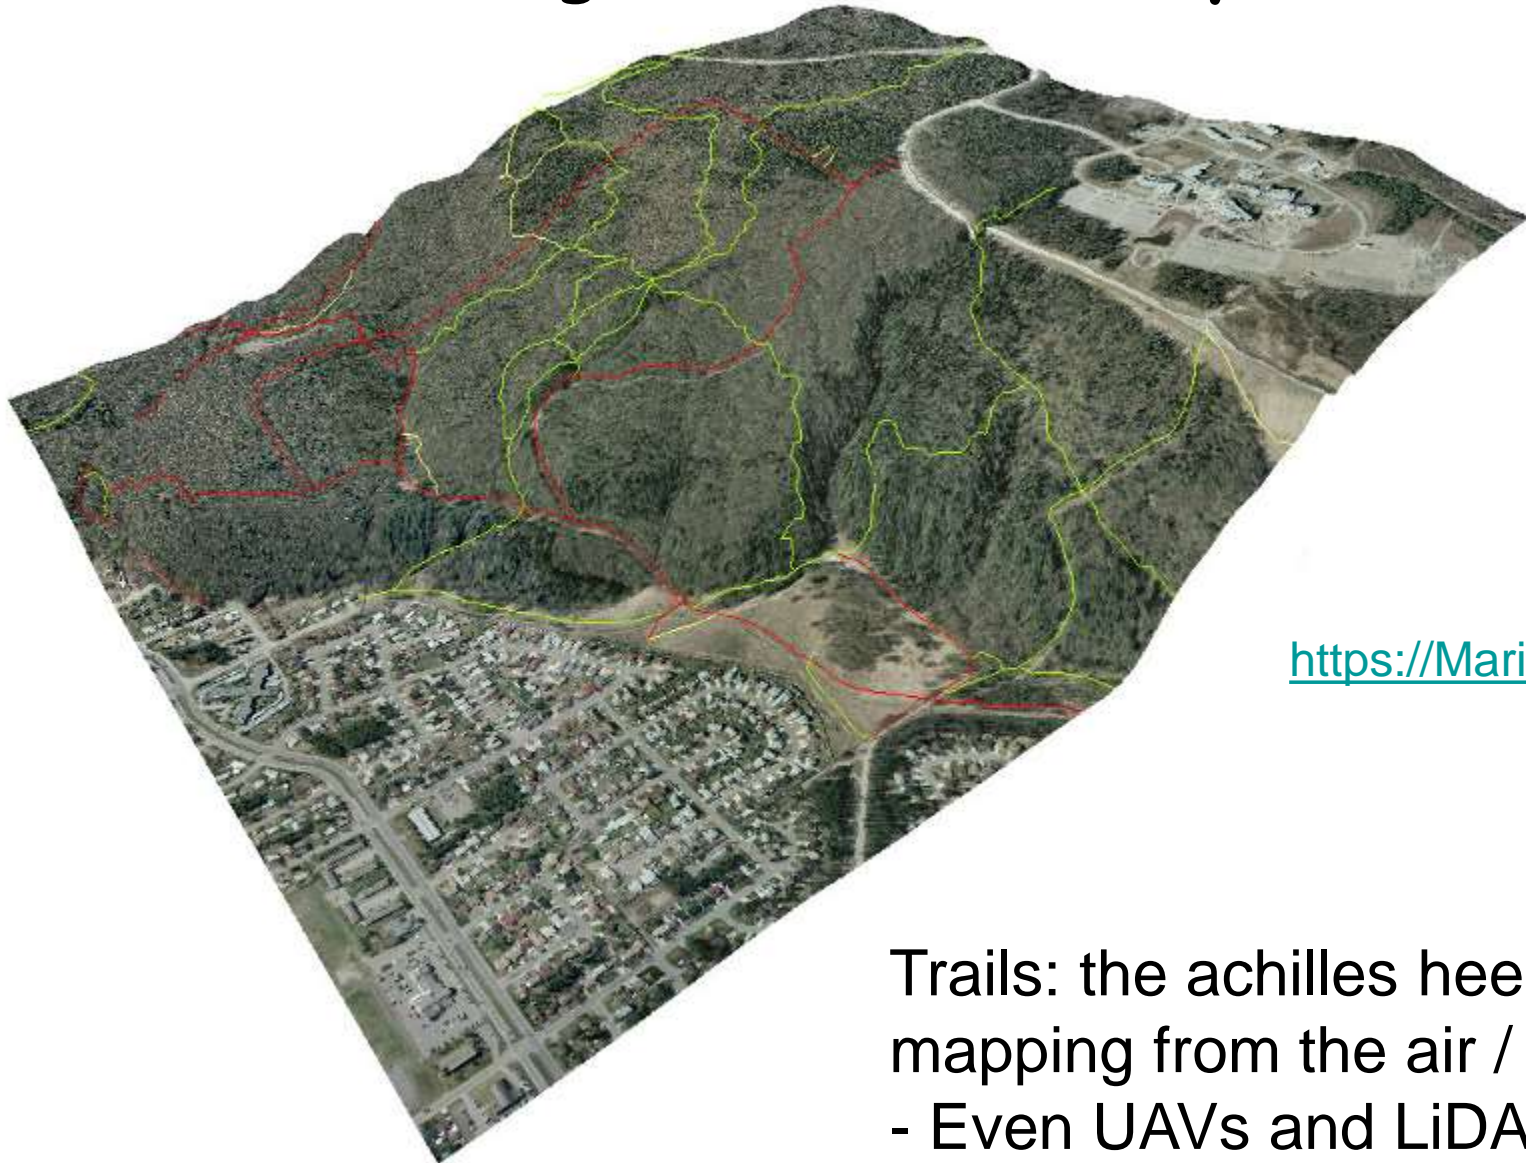 https://Mari
Trails: the achilles hee
mapping from the air /
- Even UAVs and LiDA